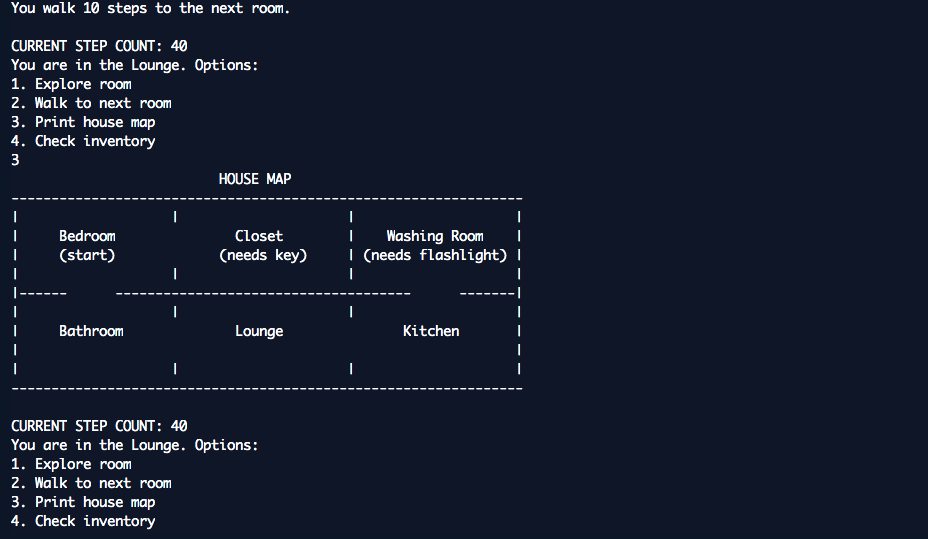 You walk 10 steps to the next room.

CURRENT STEP COUNT: 40
You are in the Lounge. Options:
1. Explore room
2. Walk to next room
3. Print house map
4. Check inventory
3
                          HOUSE MAP
----------------------------------------------------------------
|                   |                     |                    |
|     Bedroom               Closet        |    Washing Room    |
|     (start)             (needs key)     | (needs flashlight) |
|                   |                     |                    |
|------      -------------------------------------      -------|
|                   |                     |                    |
|     Bathroom              Lounge               Kitchen       |
|                                                              |
|                   |                     |                    |
----------------------------------------------------------------

CURRENT STEP COUNT: 40
You are in the Lounge. Options:
1. Explore room
2. Walk to next room
3. Print house map
4. Check inventory